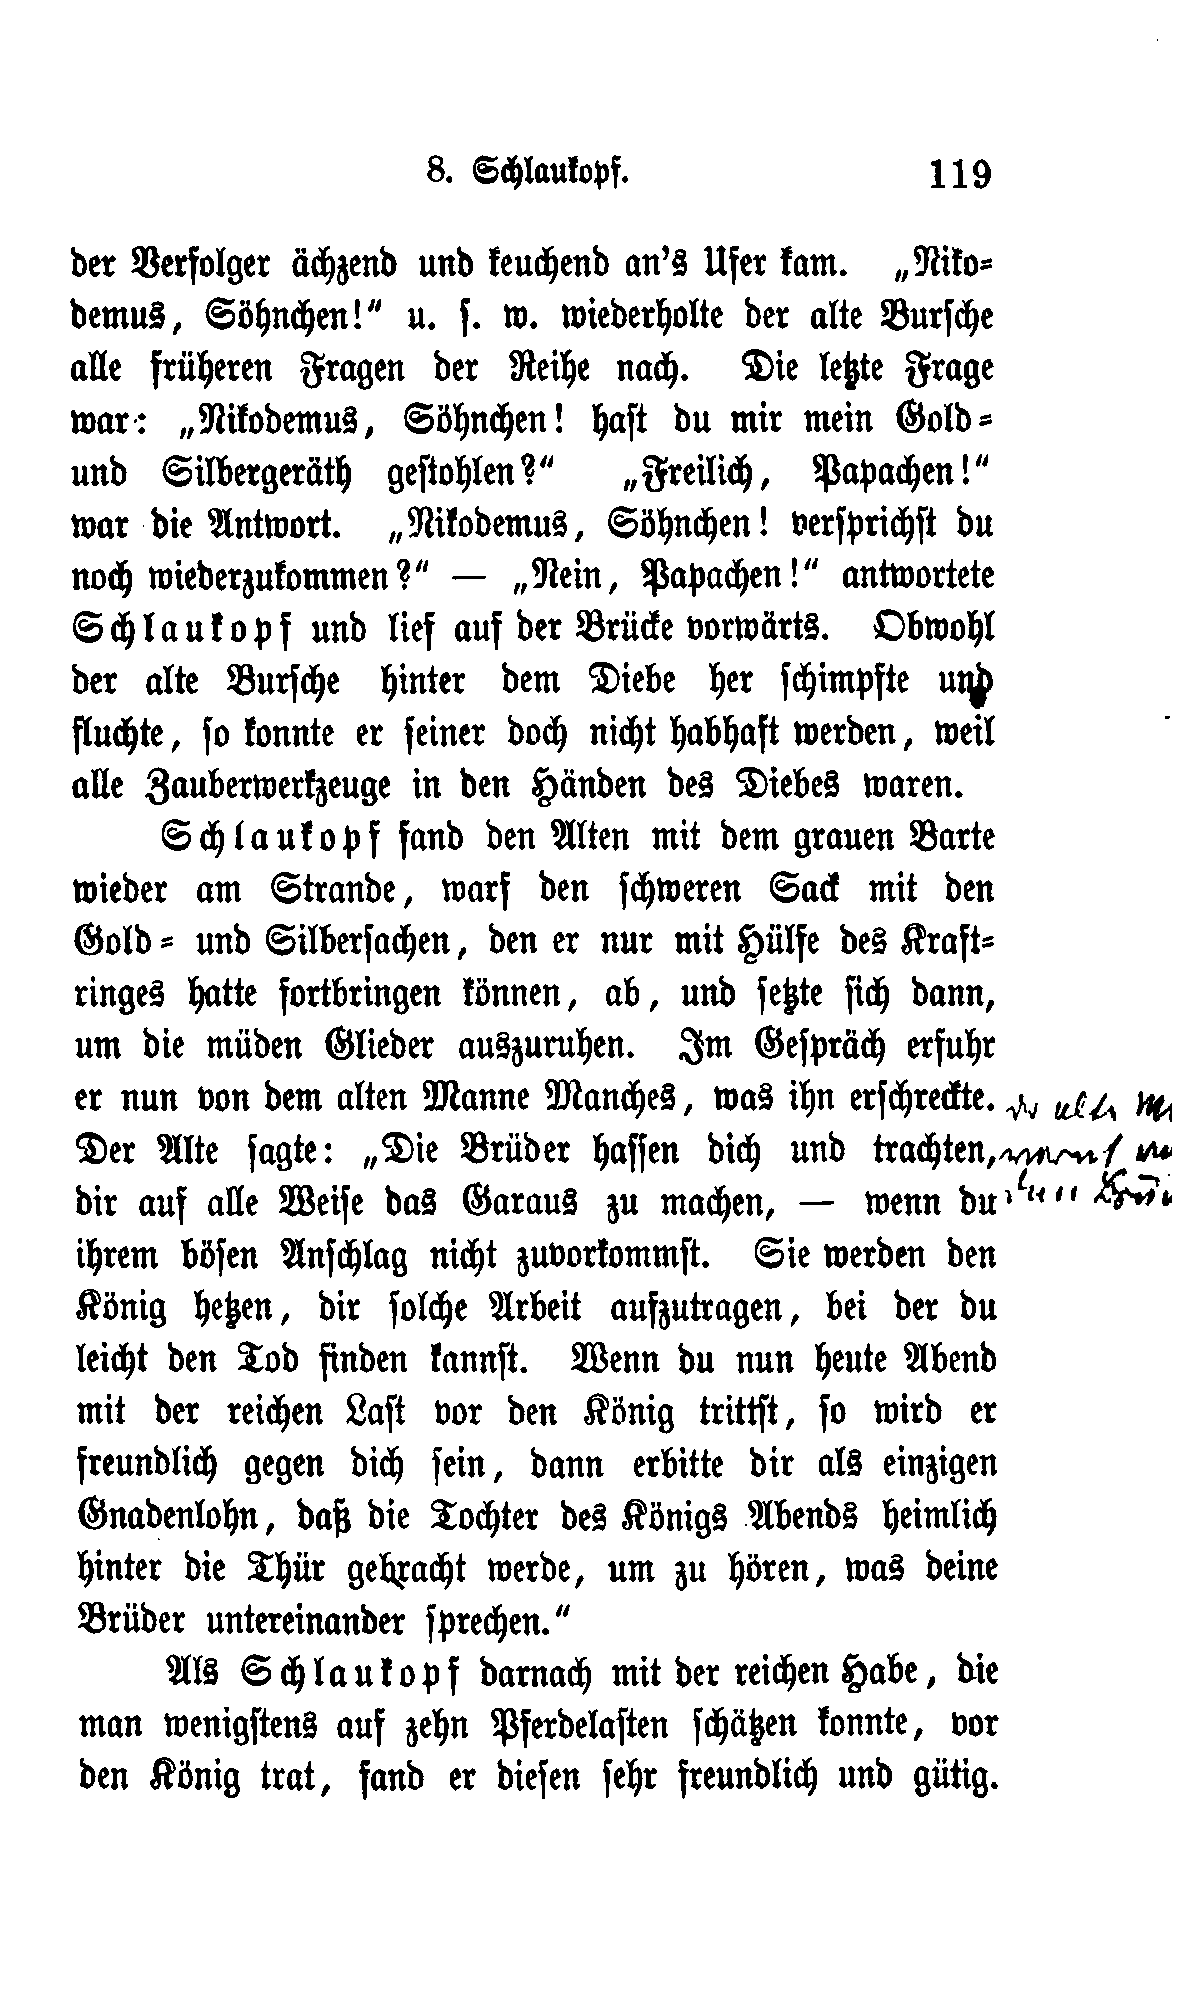 8. Schlaukopf. 119
der Verfolger ächzend und keuchend an's Ufer kam. „Niko-
demus, Söhnchen!“ u. s. w. wiederholte der alte Bursche
alle früheren Fragen der Reihe nach. Die letzte Frage
war: „Nikodemus, Söhnchen! hast du mir mein Gold-
und Silbergeräth gestohlen?“ „Freilich, Papachen!“
war die Antwort. „Nikodemus, Söhnchen! versprichst du
noch wiederzukommen?“ — „Nein, Papachen!“ antwortete
Schlaukopf und lief auf der Brücke vorwärts. Obwohl
der alte Bursche hinter dem Diebe her schimpfte und
fluchte, so konnte er seiner doch nicht habhaft werden, weil
alle Zauberwerkzeuge in den Händen des Diebes waren.
Schlaukopf fand den Alten mit dem grauen Barte
wieder am Strande, warf den schweren Sack mit den
Gold- und Silbersachen, den er nur mit Hülfe des Kraft-
ringes hatte fortbringen können, ab, und setzte sich dann,
um die müden Glieder auszuruhen. Im Gespräch erfuhr
er nun von dem alten Manne Manches, was ihn erschreckte.
Der Alte sagte: „Die Brüder hassen dich und trachten,
dir auf alle Weise das Garaus zu machen, — wenn du
ihrem bösen Anschlag nicht zuvorkommst. Sie werden den
König hetzen, dir solche Arbeit aufzutragen, bei der du
leicht den Tod finden kannst. Wenn du nun heute Abend
mit der reichen Last vor den König trittst, so wird er
freundlich gegen dich sein, dann erbitte dir als einzigen
Gnadenlohn, daß die Tochter des Königs Abends heimlich
hinter die Thür gebracht werde, um zu hören, was deine
Brüder untereinander sprechen.“
Als Schlaukopf darnach mit der reichen Habe, die
man wenigstens auf zehn Pferdelasten schätzen konnte, vor
den König trat, fand er diesen sehr freundlich und gütig.